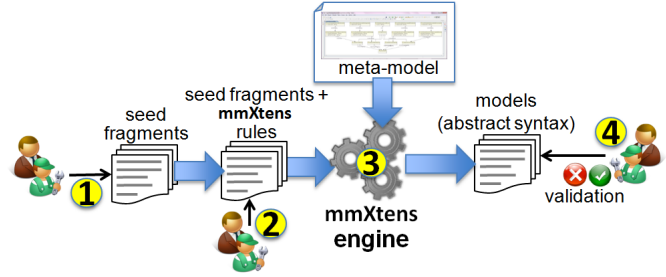 meta-model
seed
fragments
seed fragments +
mmXtens
rules
models
(abstract syntax)
1
2
3
4
validation
mmXtens
engine